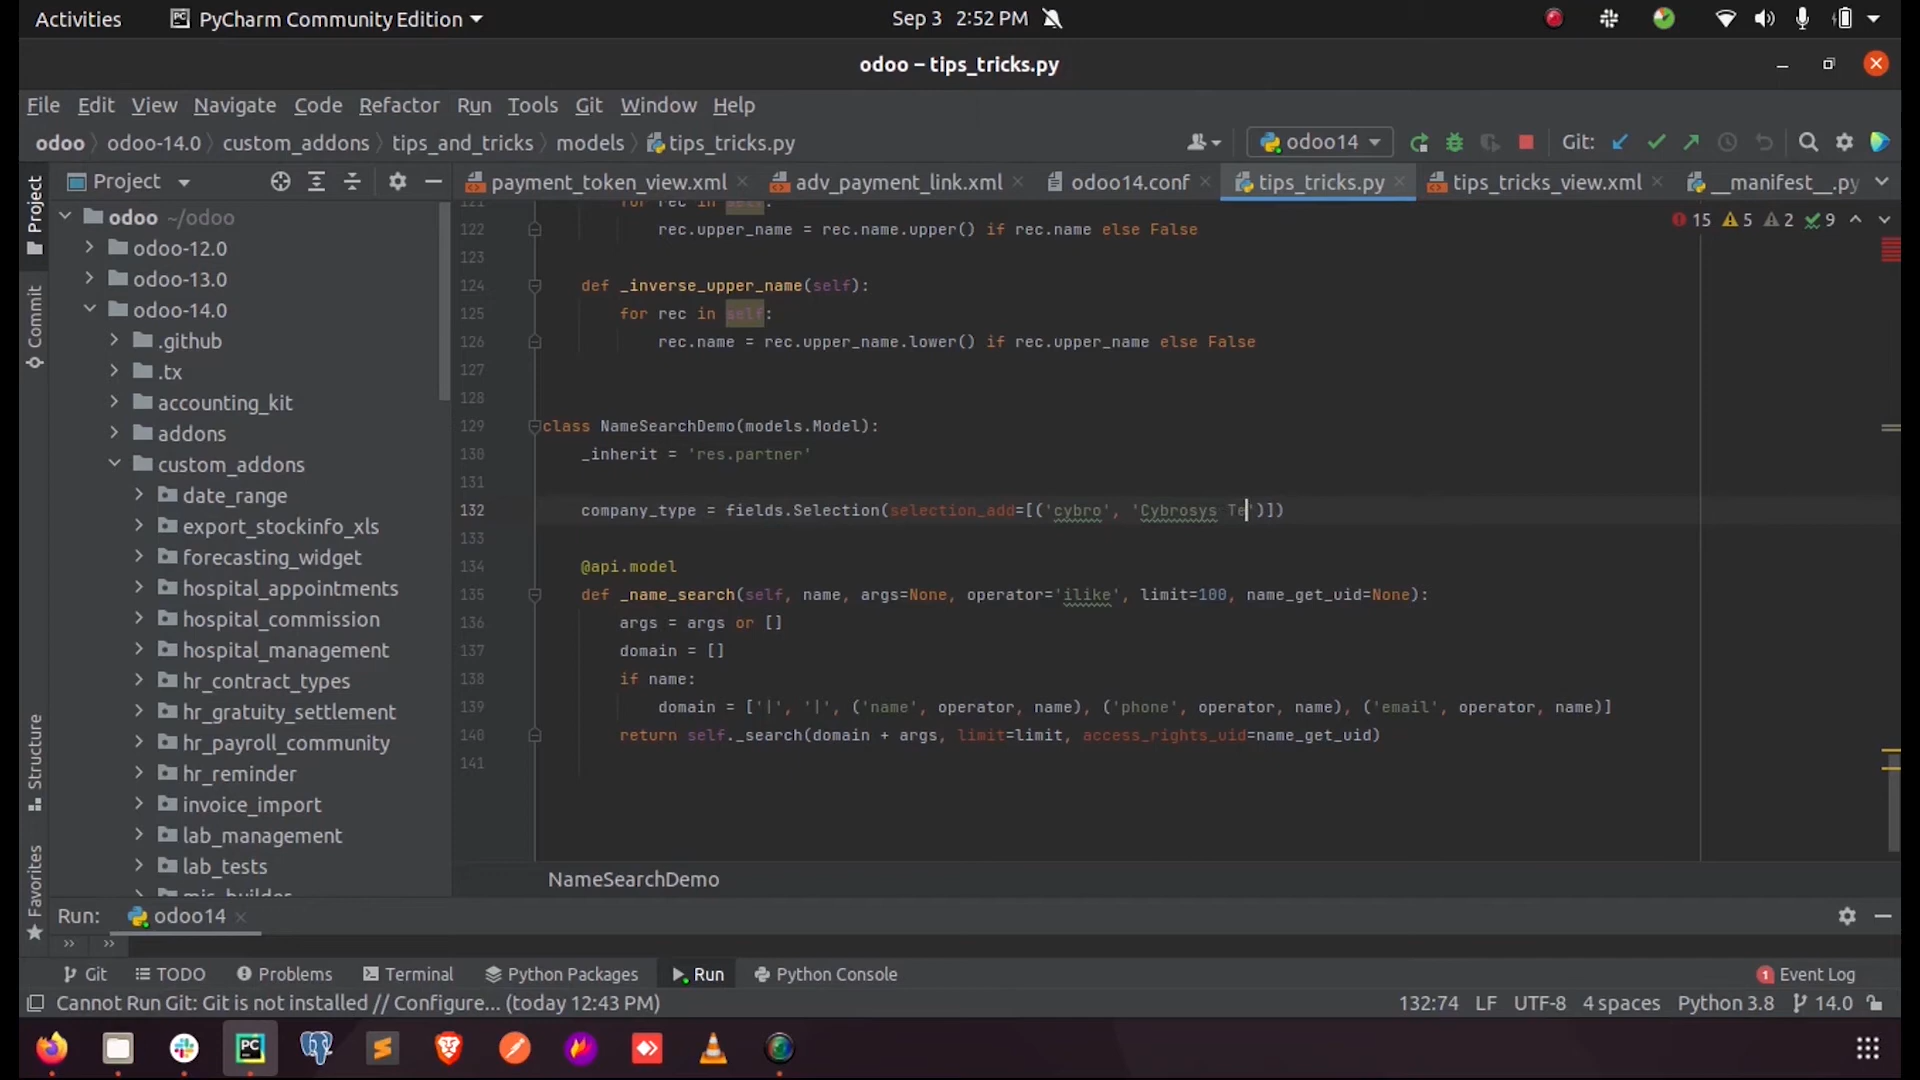 Activities
PyCharm Community Edition
Sep 3 2:52 PM
odoo – tips_tricks.py
File Edit View Navigate Code Refactor Run Tools Git Window Help
odoo odoo-14.0 custom_addons tips_and_tricks models tips_tricks.py
odoo14
Git:
Project
payment_token_view.xml
adv_payment_link.xml
odoo14.conf
tips_tricks.py
tips_tricks_view.xml
__manifest__.py
15 5 2 9
Project
Commit
Structure
Favorites
odoo ~/odoo
odoo-12.0
odoo-13.0
odoo-14.0
.github
.tx
accounting_kit
addons
custom_addons
date_range
export_stockinfo_xls
forecasting_widget
hospital_appointments
hospital_commission
hospital_management
hr_contract_types
hr_gratuity_settlement
hr_payroll_community
hr_reminder
invoice_import
lab_management
lab_tests
121 for rec in self:
122 rec.upper_name = rec.name.upper() if rec.name else False
123
124 def _inverse_upper_name(self):
125 for rec in self:
126 rec.name = rec.upper_name.lower() if rec.upper_name else False
127
128
129 class NameSearchDemo(models.Model):
130 _inherit = 'res.partner'
131
132 company_type = fields.Selection(selection_add=[('cybro', 'Cybrosys Te')])
133
134 @api.model
135 def _name_search(self, name, args=None, operator='ilike', limit=100, name_get_uid=None):
136 args = args or []
137 domain = []
138 if name:
139 domain = ['|', '|', ('name', operator, name), ('phone', operator, name), ('email', operator, name)]
140 return self._search(domain + args, limit=limit, access_rights_uid=name_get_uid)
141
NameSearchDemo
Run: odoo14
Git TODO Problems Terminal Python Packages Run Python Console
1 Event Log
Cannot Run Git: Git is not installed // Configure... (today 12:43 PM)
132:74 LF UTF-8 4 spaces Python 3.8 14.0